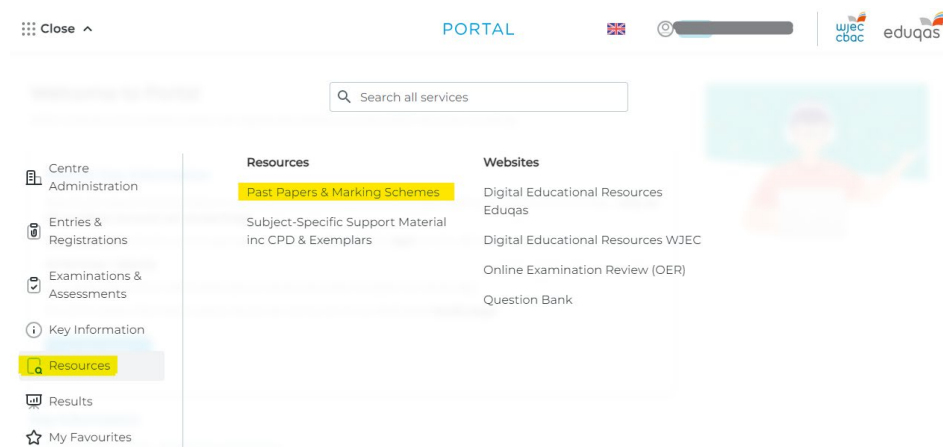 Close
PORTAL
wjec
cbac
eduqas
Search all services
Centre
Administration
Entries &
Registrations
Examinations &
Assessments
Key Information
Resources
Results
My Favourites
Resources
Past Papers & Marking Schemes
Subject-Specific Support Material
inc CPD & Exemplars
Websites
Digital Educational Resources
Eduqas
Digital Educational Resources WJEC
Online Examination Review (OER)
Question Bank